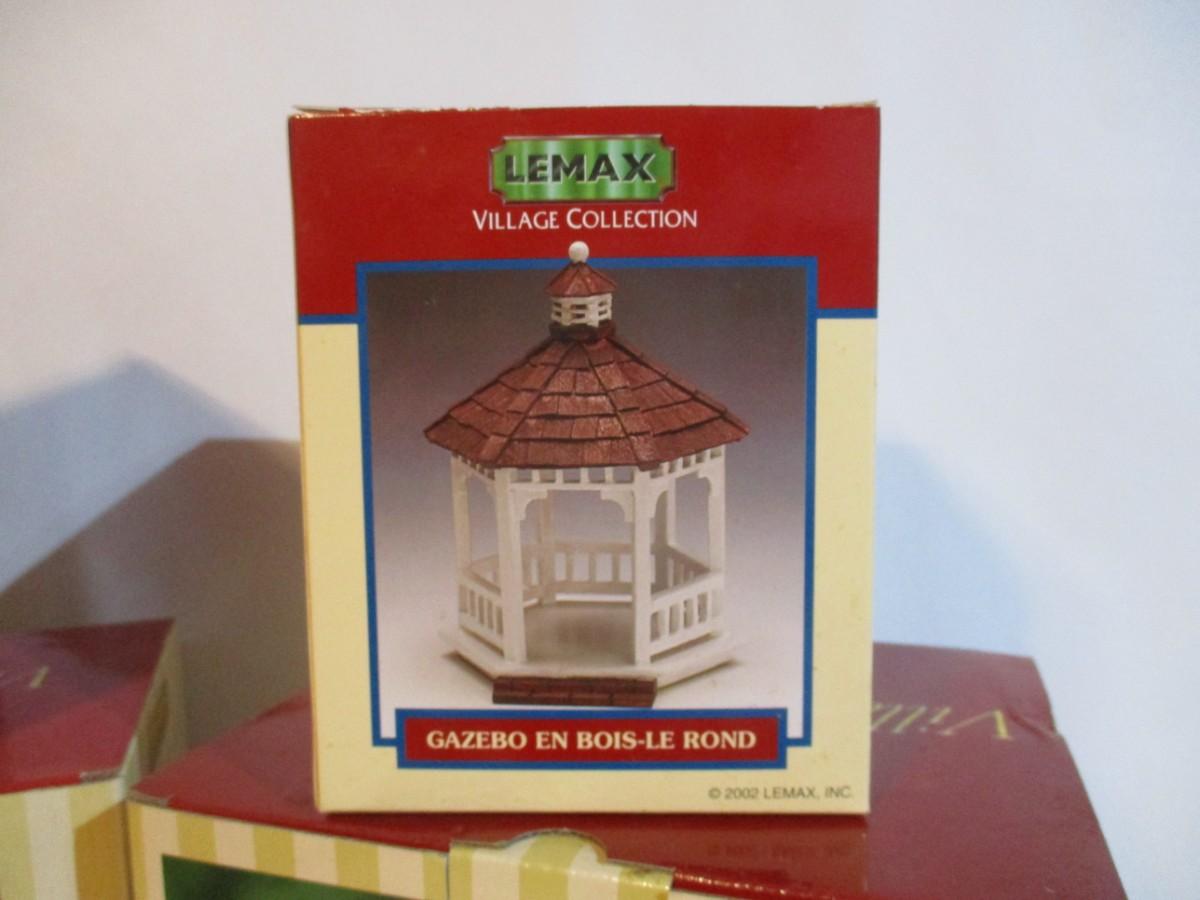 LEMAX
VILLAGE COLLECTION
GAZEBO EN BOIS-LE ROND
© 2002 LEMAX, INC.